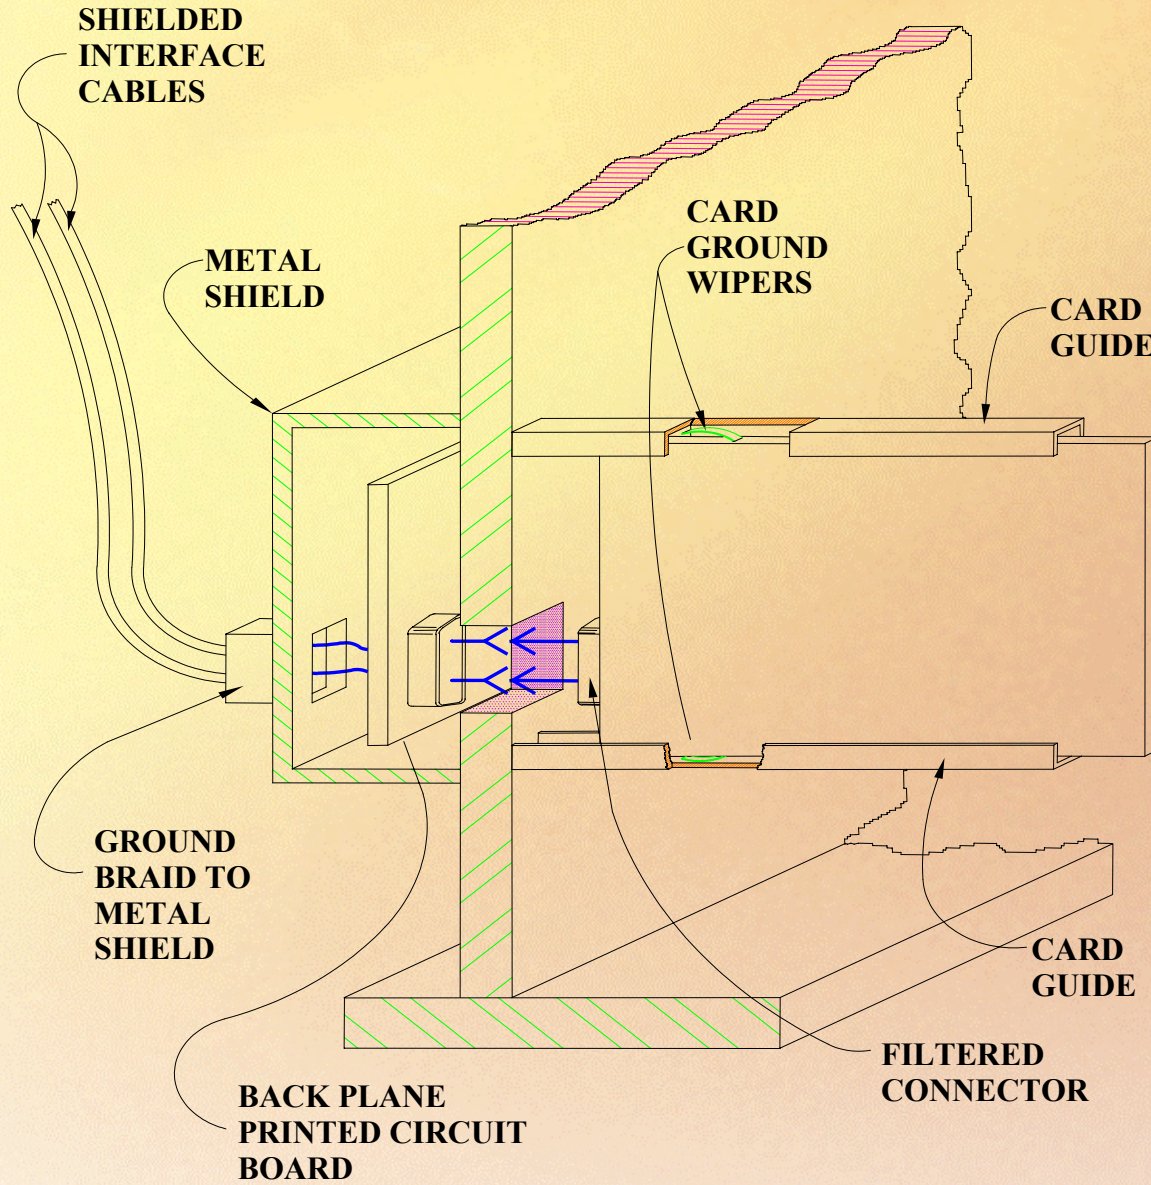 SHIELDED
INTERFACE
CABLES
METAL
SHIELD
CARD
GROUND
WIPERS
CARD
GUIDE
GROUND
BRAID TO
METAL
SHIELD
CARD
GUIDE
FILTERED
CONNECTOR
BACK PLANE
PRINTED CIRCUIT
BOARD